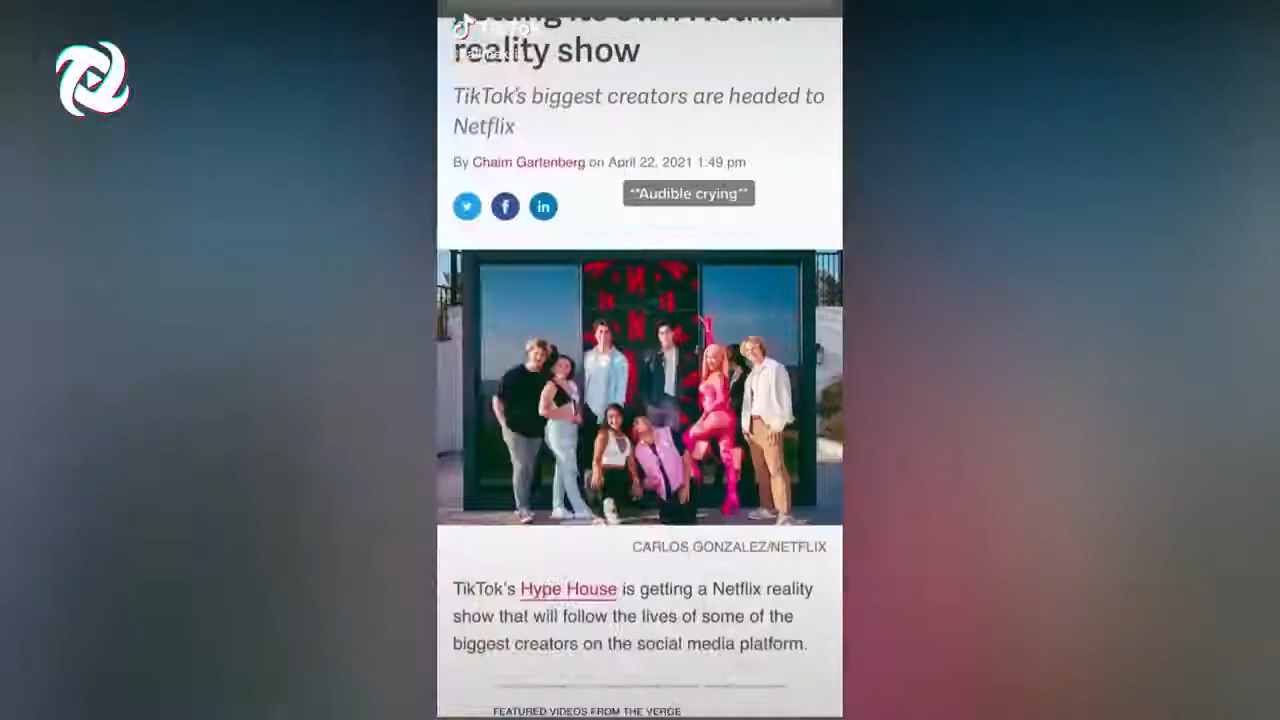 reality show
TikTok's biggest creators are headed to
Netflix
By Chaim Gartenberg on April 22, 2021 1:49 pm
**Audible crying**
CARLOS GONZALEZ/NETFLIX
TikTok's Hype House is getting a Netflix reality
show that will follow the lives of some of the
biggest creators on the social media platform.
FEATURED VIDEOS FROM THE VERGE